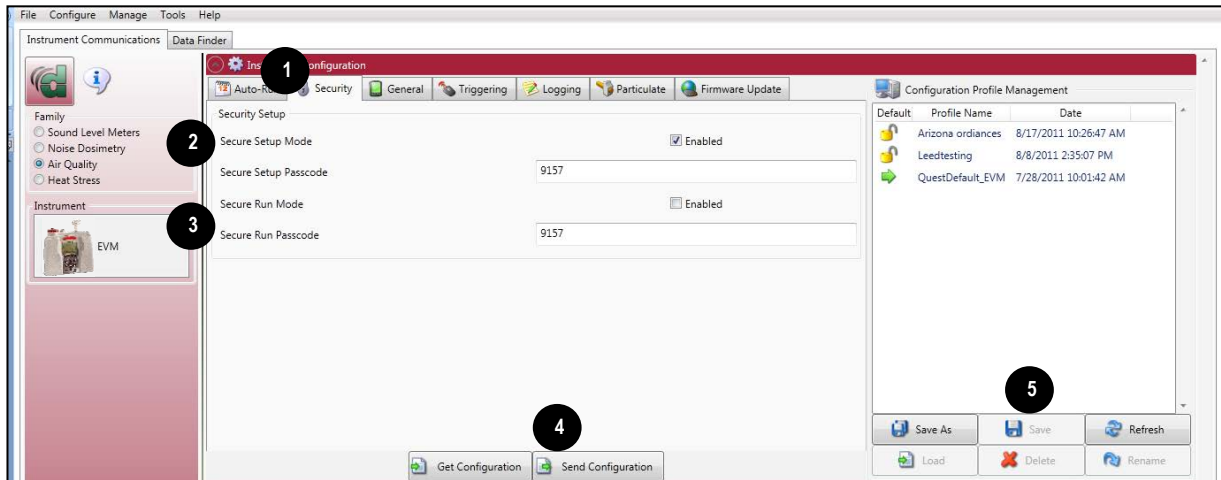 File Configure Manage Tools Help
Instrument Communications Data Finder
1
Configuration
Auto-R Security General Triggering Logging Particulate Firmware Update
Configuration Profile Management
Family
Sound Level Meters
Noise Dosimetry
Air Quality
Heat Stress
Instrument
EVM
Security Setup
2
Secure Setup Mode Enabled
Secure Setup Passcode 9157
Secure Run Mode Enabled
3
Secure Run Passcode 9157
Default Profile Name Date
Arizona ordiances 8/17/2011 10:26:47 AM
Leedtesting 8/8/2011 2:35:07 PM
QuestDefault_EVM 7/28/2011 10:01:42 AM
4
Get Configuration Send Configuration
5
Save As Save Refresh
Load Delete Rename